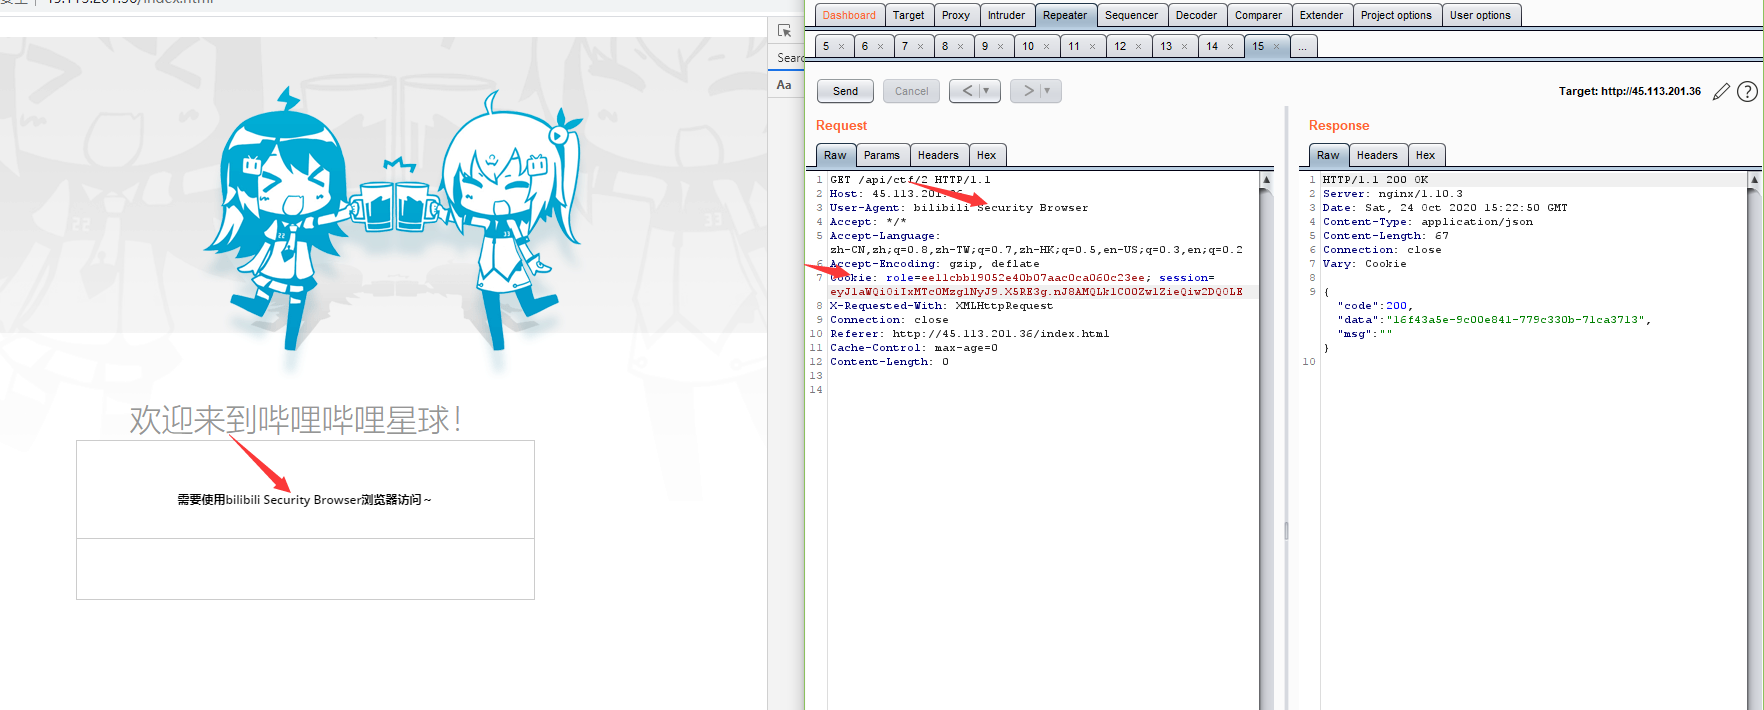 45.113.201.36/index.html
22
33
欢迎来到哔哩哔哩星球!
需要使用bilibili Security Browser浏览器访问~
Sear
Aa
Dashboard Target Proxy Intruder Repeater Sequencer Decoder Comparer Extender Project options User options
5 × 6 × 7 × 8 × 9 × 10 × 11 × 12 × 13 × 14 × 15 × ...
Send Cancel < ▼ > ▼ Target: http://45.113.201.36 ?
Request
Raw Params Headers Hex
1 GET /api/ctf/2 HTTP/1.1
2 Host: 45.113.201.36
3 User-Agent: bilibili Security Browser
4 Accept: */*
5 Accept-Language:
zh-CN,zh;q=0.8,zh-TW;q=0.7,zh-HK;q=0.5,en-US;q=0.3,en;q=0.2
6 Accept-Encoding: gzip, deflate
7 Cookie: role=ee11cbb19052e40b07aac0ca060c23ee; session=
8 X-Requested-With: XMLHttpRequest
9 Connection: close
10 Referer: http://45.113.201.36/index.html
11 Cache-Control: max-age=0
12 Content-Length: 0
13
14
Response
Raw Headers Hex
1 HTTP/1.1 200 OK
2 Server: nginx/1.10.3
3 Date: Sat, 24 Oct 2020 15:22:50 GMT
4 Content-Type: application/json
5 Content-Length: 67
6 Connection: close
7 Vary: Cookie
8
9 {
"code":200,
"data":"16f43a5e-9c00e841-779c330b-71ca3713",
"msg":""
}
10